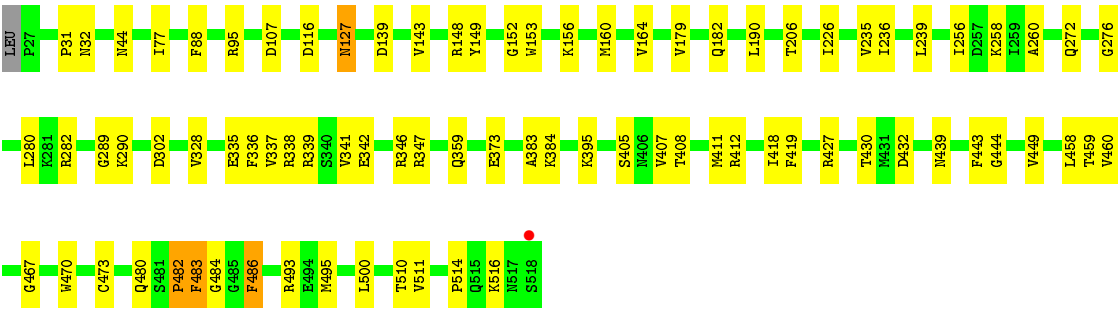 LEU P27 P31 N32 N44 I77 F88 R95 D107 D116 N127 D139 V143 R148 Y149 G152 W153 K156 M160 V164 V179 Q182 L190 T206 I226 V235 I236 L239 I256 D257 K258 I259 A260 Q272 G276
L280 K281 R282 G289 K290 D302 V328 E335 F336 V337 R338 R339 S340 V341 E342 R346 R347 Q359 E373 A383 K384 K395 S405 N406 V407 T408 M411 R412 I418 F419 R427 T430 M431 D432 N439 F443 G444 V449 L458 T459 V460
G467 W470 C473 Q480 S481 P482 F483 G484 G485 F486 R493 E494 M495 L500 T510 V511 P514 Q515 K516 N517 S518